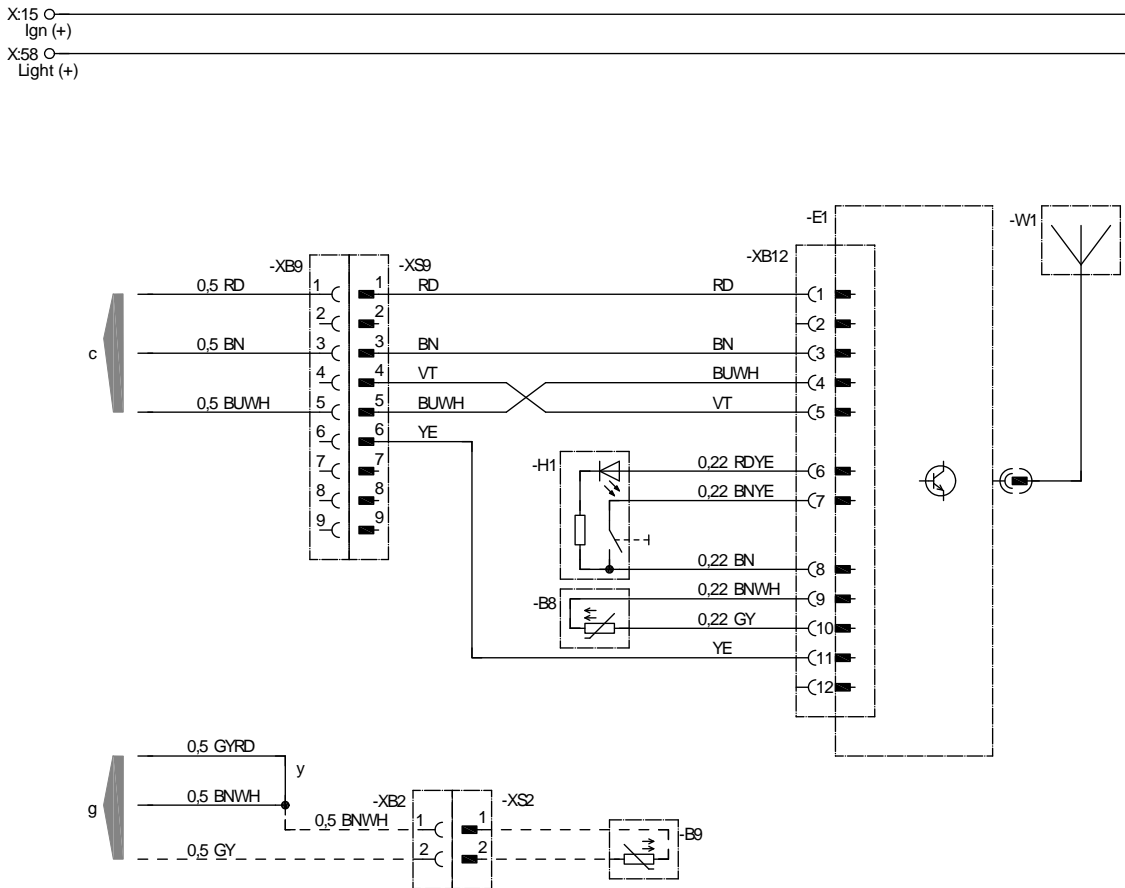 X:15
Ign (+)
X:58
Light (+)
-E1 -W1
-XB9 -XS9 -XB12
0,5 RD 1 1 RD RD 1
2 2 2
0,5 BN 3 3 BN BN 3
c
4 4 VT BUWH 4
0,5 BUWH 5 5 BUWH VT 5
6 6 YE
-H1 0,22 RDYE 6
7 7
0,22 BNYE 7
8 8
9 9
0,22 BN 8
-B8 0,22 BNWH 9
0,22 GY 10
YE 11
12
0,5 GYRD
y
g 0,5 BNWH
-XB2 -XS2
0,5 BNWH 1 1
-B9
0,5 GY 2 2